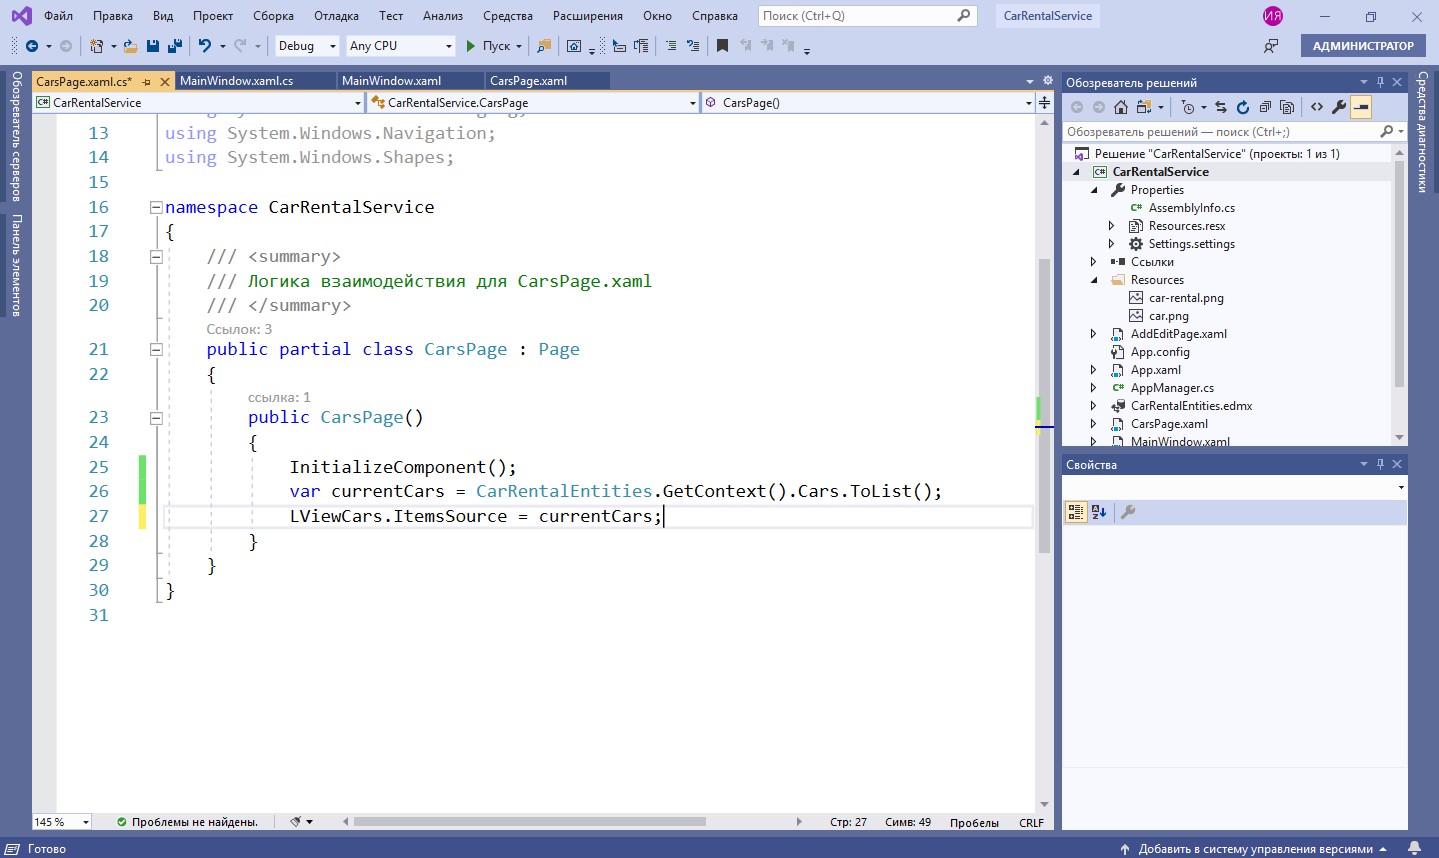 Файл Правка Вид Проект Сборка Отладка Тест Анализ Средства Расширения Окно Справка Поиск (Ctrl+Q) CarRentalService ИЯ
Debug Any CPU Пуск АДМИНИСТРАТОР
Обозреватель серверов
Панель элементов
CarsPage.xaml.cs* MainWindow.xaml.cs MainWindow.xaml CarsPage.xaml
CarRentalService CarRentalService.CarsPage CarsPage()
13 using System.Windows.Navigation;
14 using System.Windows.Shapes;
15
16 namespace CarRentalService
17 {
18 /// <summary>
19 /// Логика взаимодействия для CarsPage.xaml
20 /// </summary>
Ссылок: 3
21 public partial class CarsPage : Page
22 {
ссылка: 1
23 public CarsPage()
24 {
25 InitializeComponent();
26 var currentCars = CarRentalEntities.GetContext().Cars.ToList();
27 LViewCars.ItemsSource = currentCars;
28 }
29 }
30 }
31
145 % Проблемы не найдены. Стр: 27 Симв: 49 Пробелы CRLF
Обозреватель решений
Обозреватель решений — поиск (Ctrl+;)
Решение "CarRentalService" (проекты: 1 из 1)
CarRentalService
Properties
AssemblyInfo.cs
Resources.resx
Settings.settings
Ссылки
Resources
car-rental.png
car.png
AddEditPage.xaml
App.config
App.xaml
AppManager.cs
CarRentalEntities.edmx
CarsPage.xaml
MainWindow.xaml
Свойства
Средства диагностики
Готово Добавить в систему управления версиями